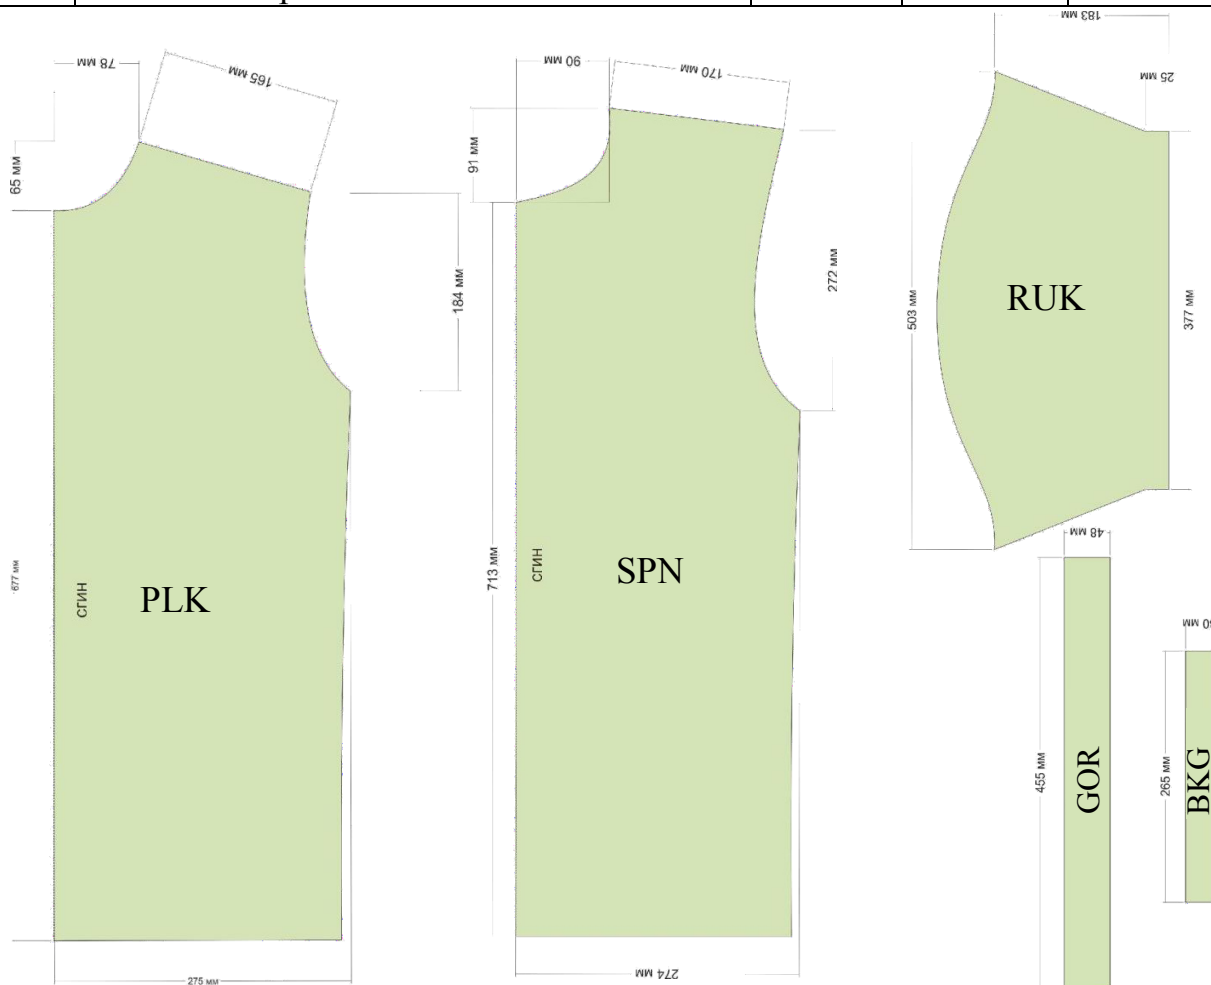 78 мм
165 мм
65 мм
184 мм
677 мм
СГИН
PLK
275 мм
90 мм
170 мм
91 мм
272 мм
713 мм
СГИН
SPN
274 мм
183 мм
25 мм
503 мм
RUK
377 мм
48 мм
455 мм
GOR
мм
265 мм
BKG